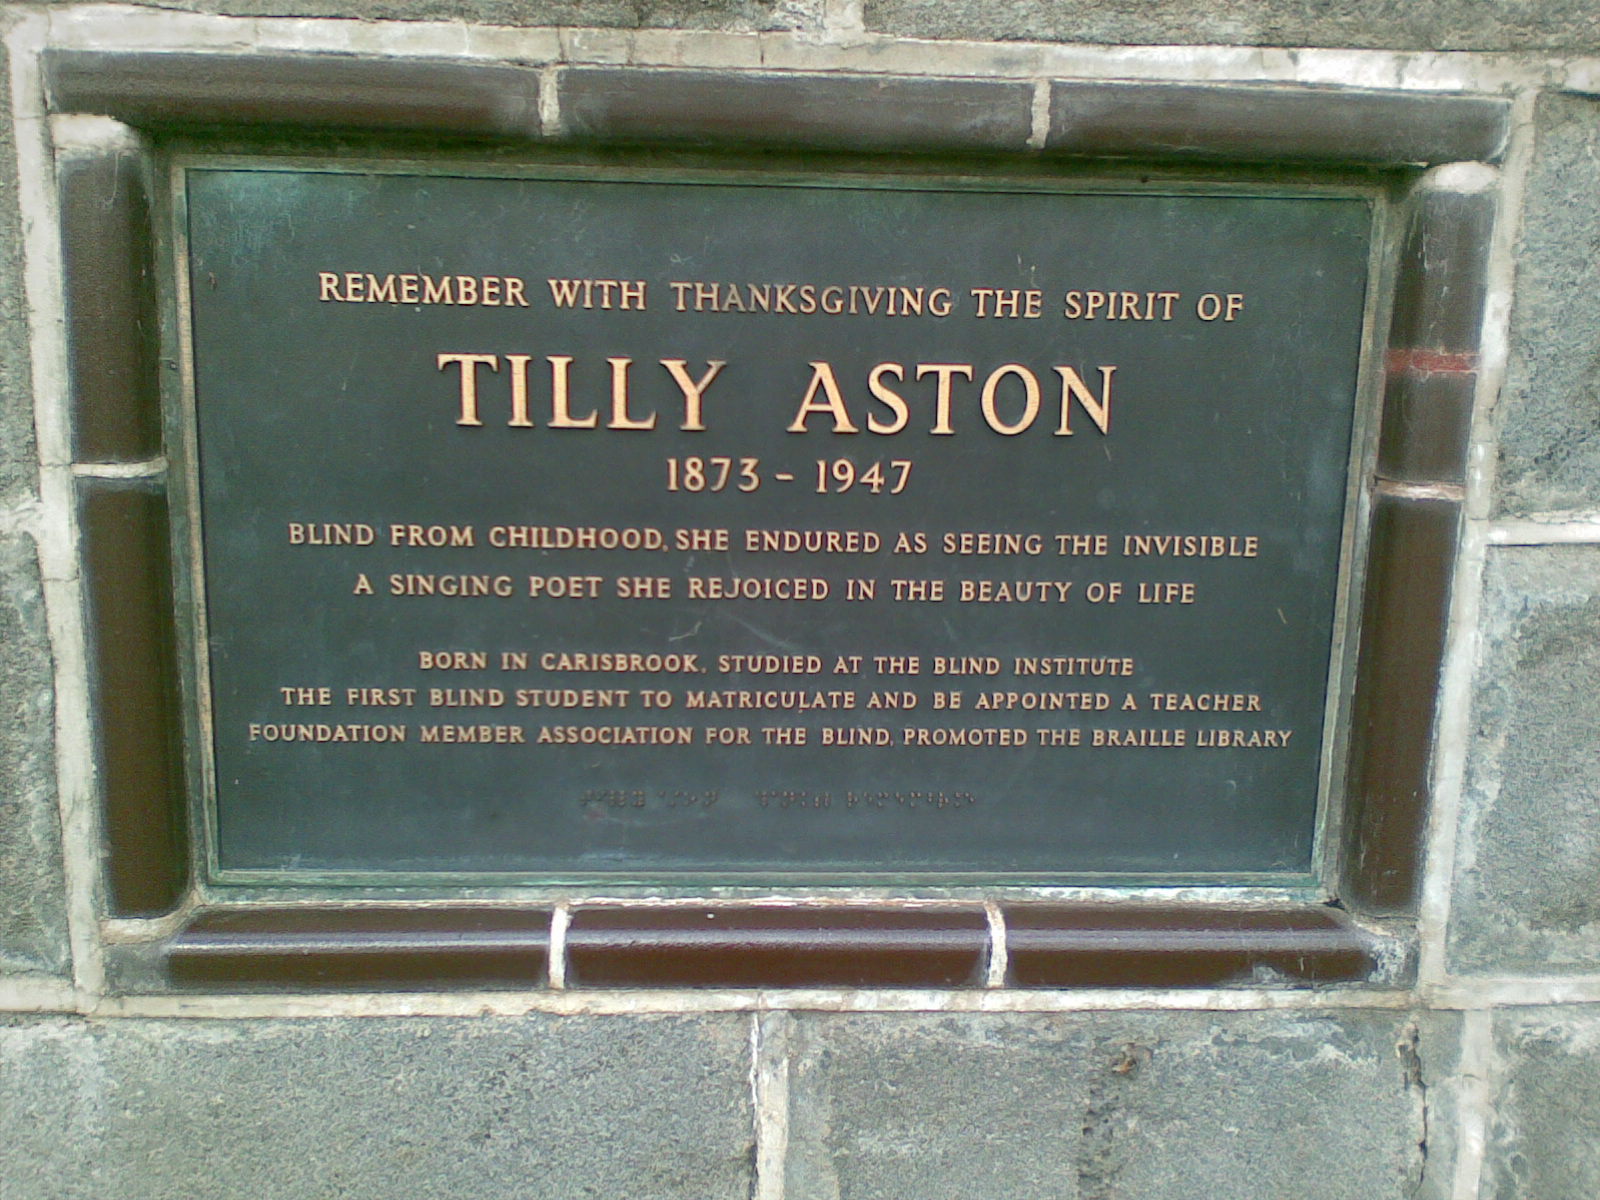 REMEMBER WITH THANKSGIVING THE SPIRIT OF
TILLY ASTON
1873 - 1947
BLIND FROM CHILDHOOD, SHE ENDURED AS SEEING THE INVISIBLE
A SINGING POET SHE REJOICED IN THE BEAUTY OF LIFE
BORN IN CARISBROOK, STUDIED AT THE BLIND INSTITUTE
THE FIRST BLIND STUDENT TO MATRICULATE AND BE APPOINTED A TEACHER
FOUNDATION MEMBER ASSOCIATION FOR THE BLIND, PROMOTED THE BRAILLE LIBRARY